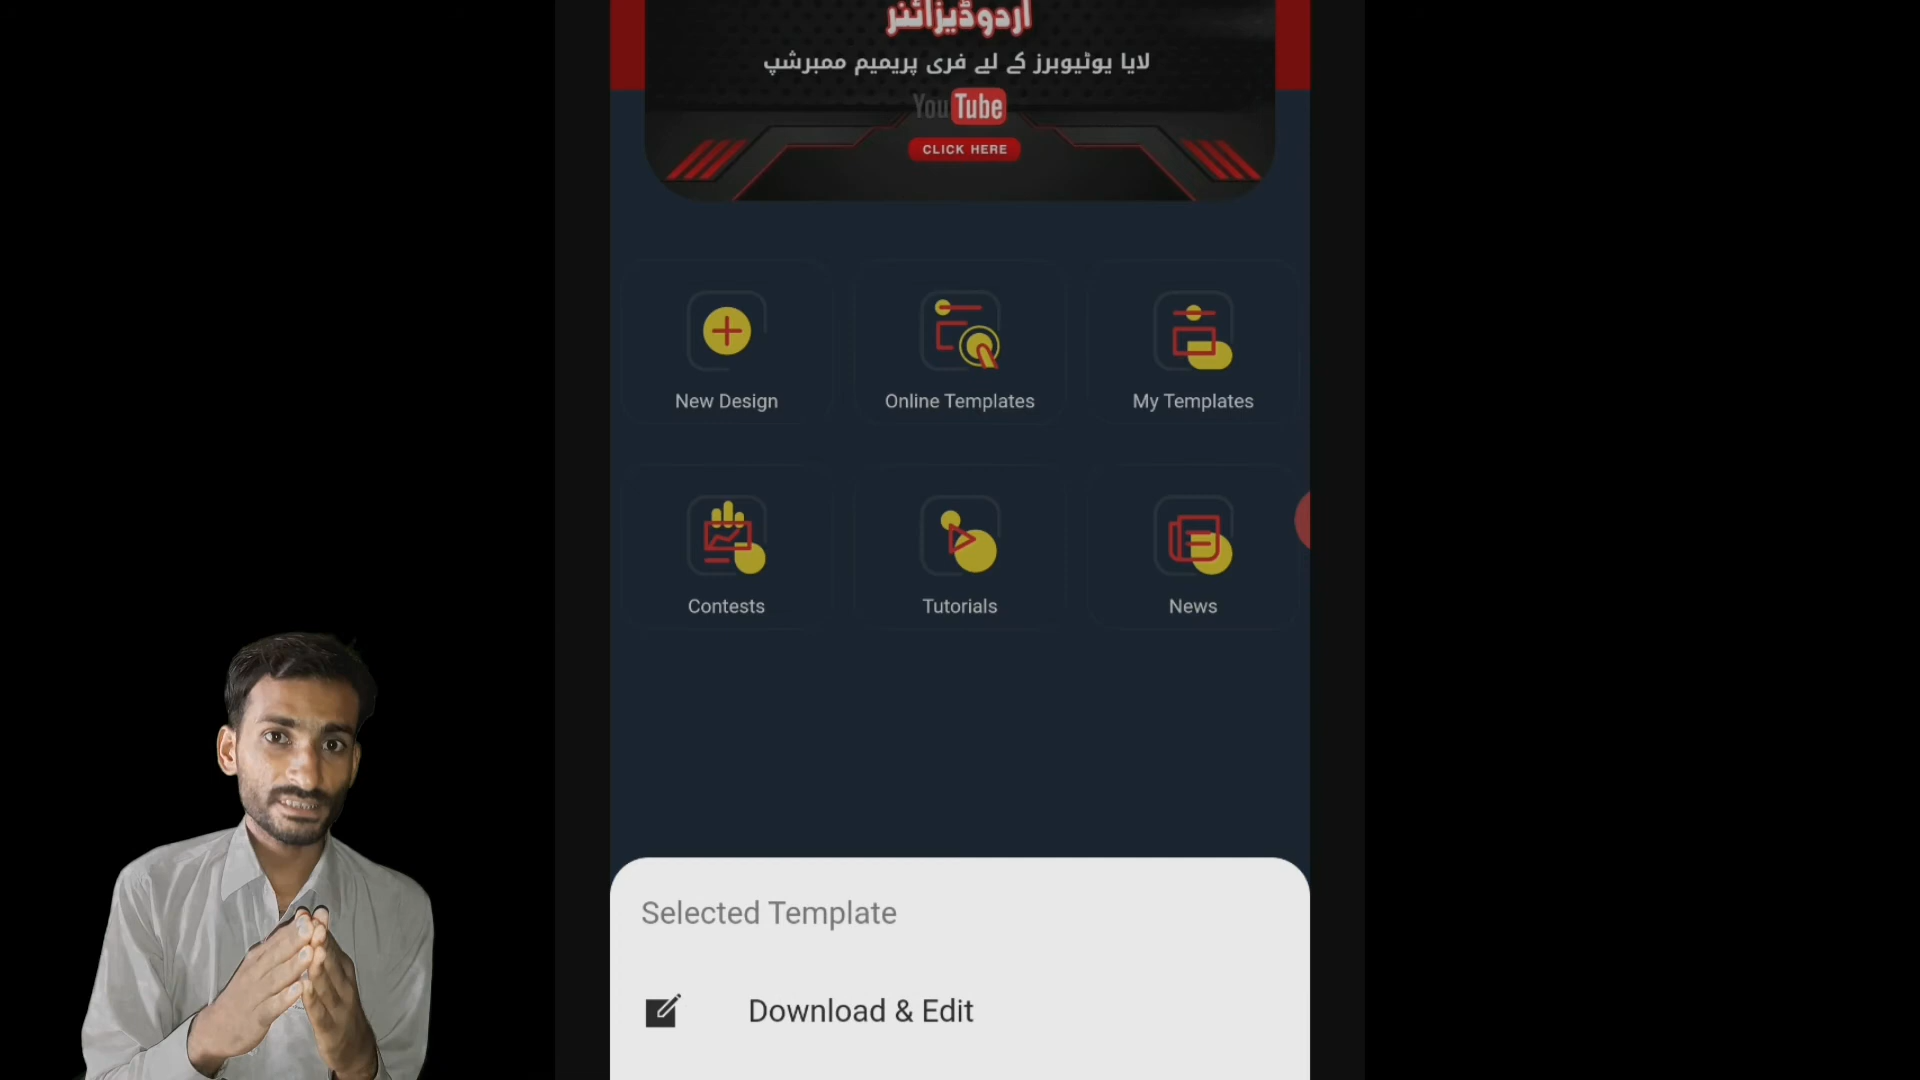 اردوڈیزائنر
لایا یوٹیوبرز کے لیے فری پریمیم ممبرشپ
YouTube
CLICK HERE
New Design
Online Templates
My Templates
Contests
Tutorials
News
Selected Template
Download & Edit